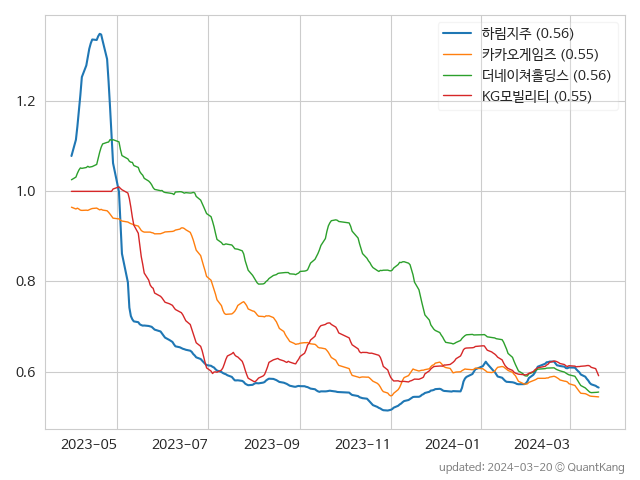 하림지주 (0.56)
카카오게임즈 (0.55)
더네이쳐홀딩스 (0.56)
KG모빌리티 (0.55)
1.2
1.0
0.8
0.6
2023-05 2023-07 2023-09 2023-11 2024-01 2024-03
updated: 2024-03-20 © QuantKang